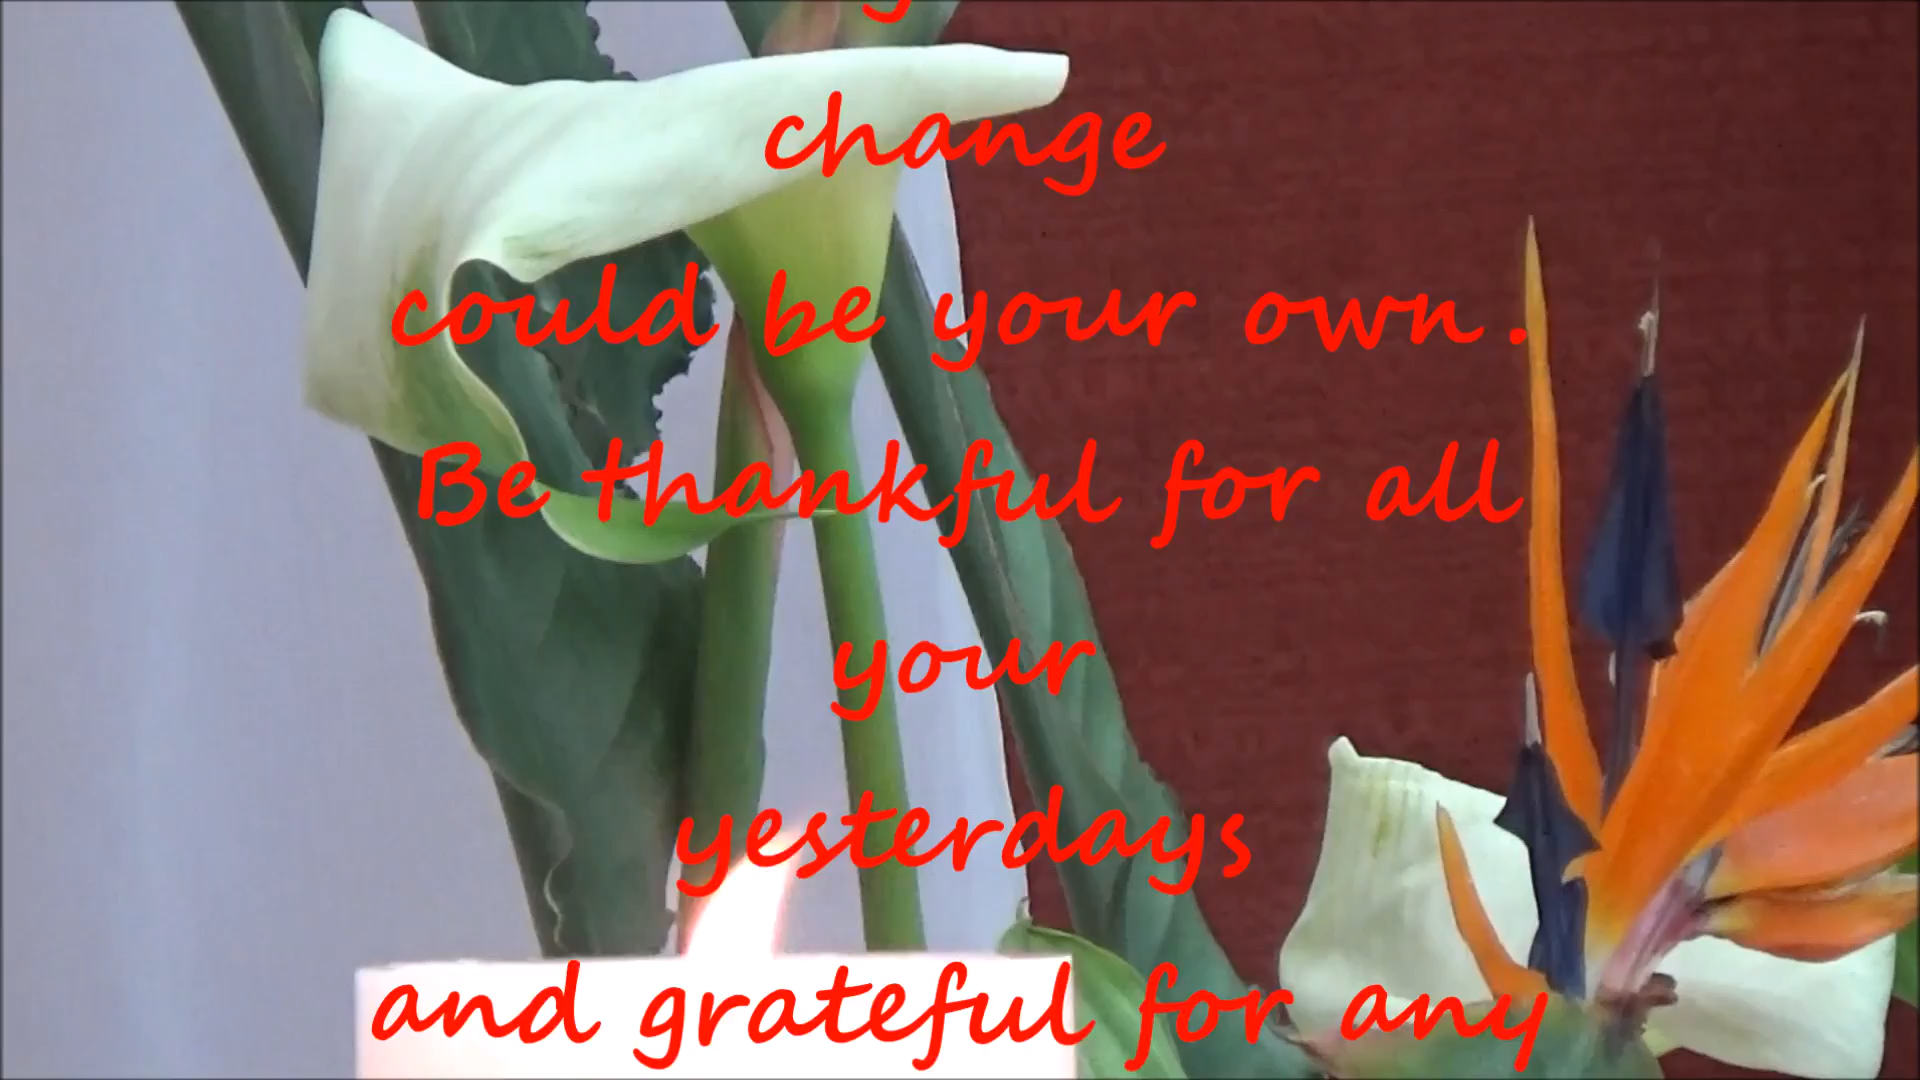 change
could be your own.
Be thankful for all
your
yesterdays
and grateful for any